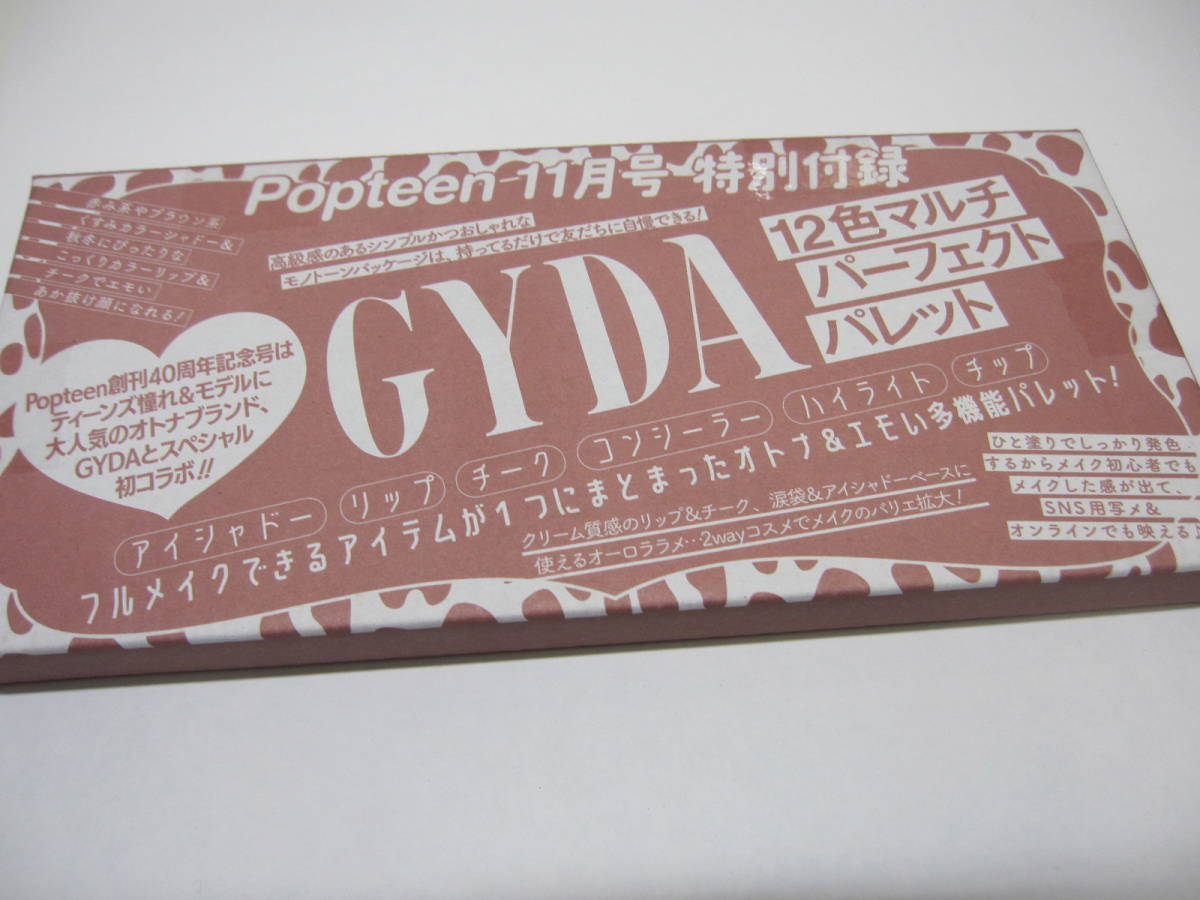 Popteen 11月号 特別付録
赤み系やブラウン系
くすみカラーシャドー＆
秋冬にぴったりな
こっくりカラーリップ＆
チークでエモい
あか抜け顔になれる！
高級感のあるシンプルかつおしゃれな
モノトーンパッケージは、持ってるだけで友だちに自慢できる！
GYDA
12色マルチ
パーフェクト
パレット
Popteen創刊40周年記念号は
ティーンズ憧れ＆モデルに
大人気のオトナブランド、
GYDAとスペシャル
初コラボ!!
アイシャドー リップ チーク コンシーラー ハイライト チップ
フルメイクできるアイテムが1つにまとまったオトナ＆エモい多機能パレット！
クリーム質感のリップ＆チーク、涙袋＆アイシャドーベースに
使えるオーロララメ…2wayコスメでメイクのバリエ拡大！
ひと塗りでしっかり発色
するからメイク初心者でも
メイクした感が出て、
SNS用写メ＆
オンラインでも映える♪